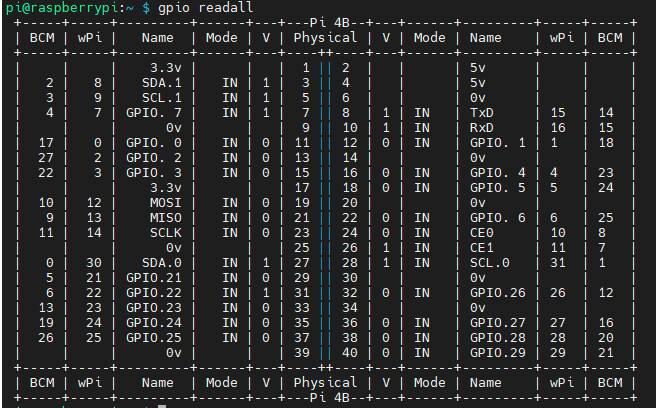 pi@raspberrypi:~ $ gpio readall
+-----+-----+---------+------+---+---Pi 4B--+---+------+---------+-----+-----+
| BCM | wPi |   Name  | Mode | V | Physical | V | Mode | Name    | wPi | BCM |
+-----+-----+---------+------+---+----++----+---+------+---------+-----+-----+
|     |     |    3.3v |      |   |  1 || 2  |   |      | 5v      |     |     |
|   2 |   8 |   SDA.1 |   IN | 1 |  3 || 4  |   |      | 5v      |     |     |
|   3 |   9 |   SCL.1 |   IN | 1 |  5 || 6  |   |      | 0v      |     |     |
|   4 |   7 | GPIO. 7 |   IN | 1 |  7 || 8  | 1 | IN   | TxD     | 15  | 14  |
|     |     |      0v |      |   |  9 || 10 | 1 | IN   | RxD     | 16  | 15  |
|  17 |   0 | GPIO. 0 |   IN | 0 | 11 || 12 | 0 | IN   | GPIO. 1 | 1   | 18  |
|  27 |   2 | GPIO. 2 |   IN | 0 | 13 || 14 |   |      | 0v      |     |     |
|  22 |   3 | GPIO. 3 |   IN | 0 | 15 || 16 | 0 | IN   | GPIO. 4 | 4   | 23  |
|     |     |    3.3v |      |   | 17 || 18 | 0 | IN   | GPIO. 5 | 5   | 24  |
|  10 |  12 |    MOSI |   IN | 0 | 19 || 20 |   |      | 0v      |     |     |
|   9 |  13 |    MISO |   IN | 0 | 21 || 22 | 0 | IN   | GPIO. 6 | 6   | 25  |
|  11 |  14 |    SCLK |   IN | 0 | 23 || 24 | 0 | IN   | CE0     | 10  | 8   |
|     |     |      0v |      |   | 25 || 26 | 1 | IN   | CE1     | 11  | 7   |
|   0 |  30 |   SDA.0 |   IN | 1 | 27 || 28 | 1 | IN   | SCL.0   | 31  | 1   |
|   5 |  21 | GPIO.21 |   IN | 0 | 29 || 30 |   |      | 0v      |     |     |
|   6 |  22 | GPIO.22 |   IN | 1 | 31 || 32 | 0 | IN   | GPIO.26 | 26  | 12  |
|  13 |  23 | GPIO.23 |   IN | 0 | 33 || 34 |   |      | 0v      |     |     |
|  19 |  24 | GPIO.24 |   IN | 0 | 35 || 36 | 0 | IN   | GPIO.27 | 27  | 16  |
|  26 |  25 | GPIO.25 |   IN | 0 | 37 || 38 | 0 | IN   | GPIO.28 | 28  | 20  |
|     |     |      0v |      |   | 39 || 40 | 0 | IN   | GPIO.29 | 29  | 21  |
+-----+-----+---------+------+---+----++----+---+------+---------+-----+-----+
| BCM | wPi |   Name  | Mode | V | Physical | V | Mode | Name    | wPi | BCM |
+-----+-----+---------+------+---+---Pi 4B--+---+------+---------+-----+-----+